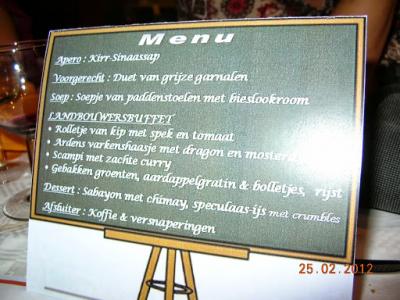 Menu
Apero : Kirr-Sinaassap
Voorgerecht : Duet van grijze garnalen
Soep : Soepje van paddenstoelen met bieslookroom
LANDBOUWERSBUFFET
• Rolletje van kip met spek en tomaat
• Ardens varkenshaasje met dragon en mosterd
• Scampi met zachte curry
• Gebakken groenten, aardappelgratin & bolletjes, rijst
Dessert : Sabayon met chimay, speculaas-ijs met crumbles
Afsluiter : Koffie & versnaperingen
25.02.2012